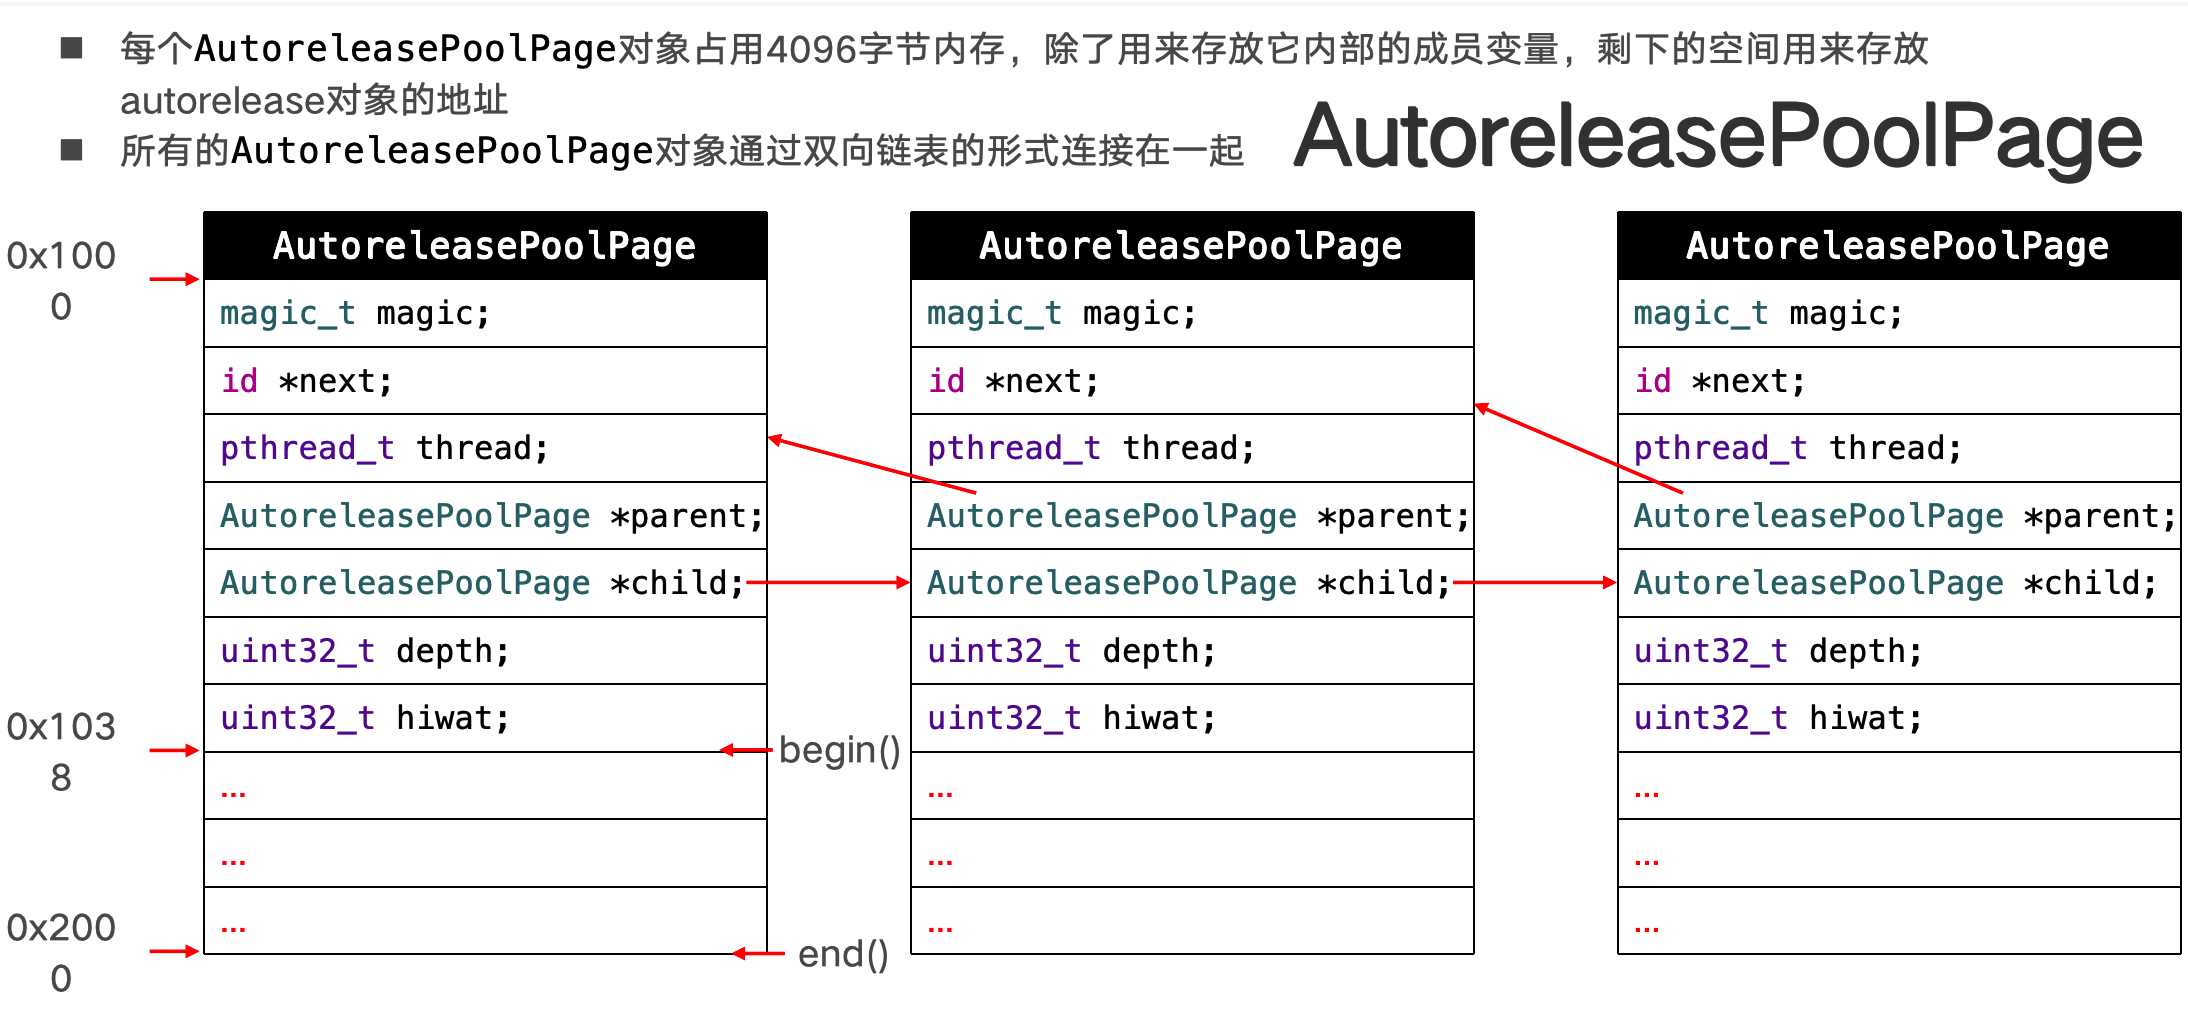 ■ 每个AutoreleasePoolPage对象占用4096字节内存，除了用来存放它内部的成员变量，剩下的空间用来存放
autorelease对象的地址
■ 所有的AutoreleasePoolPage对象通过双向链表的形式连接在一起
AutoreleasePoolPage
0x100
0
0x103
8
0x200
0
AutoreleasePoolPage
magic_t magic;
id *next;
pthread_t thread;
AutoreleasePoolPage *parent;
AutoreleasePoolPage *child;
uint32_t depth;
uint32_t hiwat;
...
...
...
begin()
end()
AutoreleasePoolPage
magic_t magic;
id *next;
pthread_t thread;
AutoreleasePoolPage *parent;
AutoreleasePoolPage *child;
uint32_t depth;
uint32_t hiwat;
...
...
...
AutoreleasePoolPage
magic_t magic;
id *next;
pthread_t thread;
AutoreleasePoolPage *parent;
AutoreleasePoolPage *child;
uint32_t depth;
uint32_t hiwat;
...
...
...